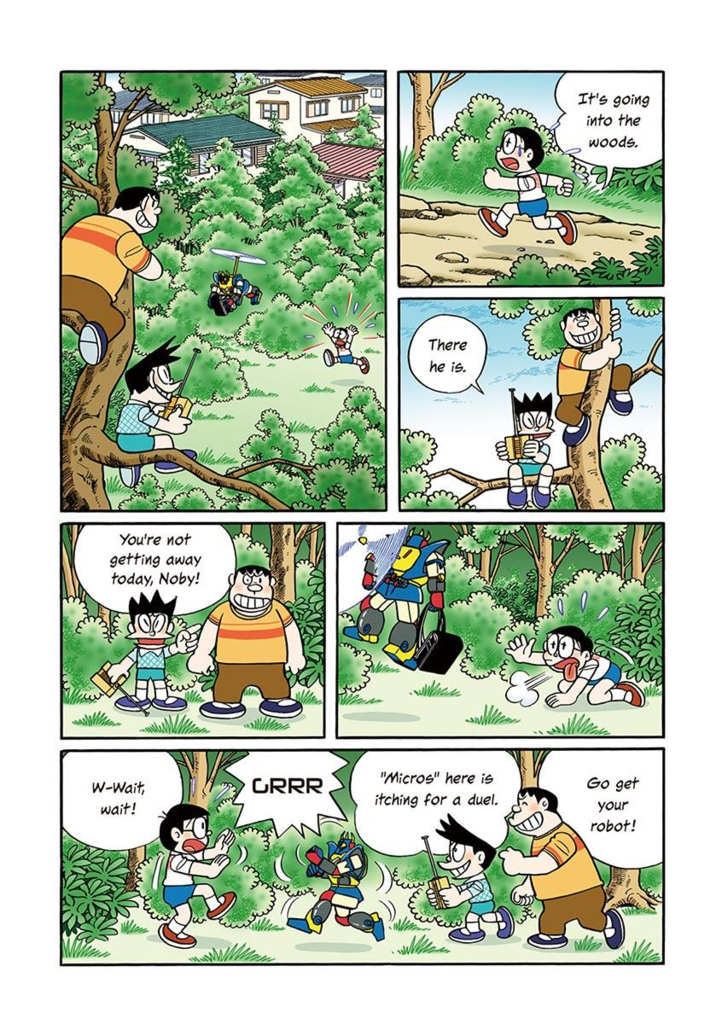 It's going
into the
woods.
There
he is.
You're not
getting away
today, Noby!
W-Wait,
wait!
GRRR
"Micros" here is
itching for a duel.
Go get
your
robot!